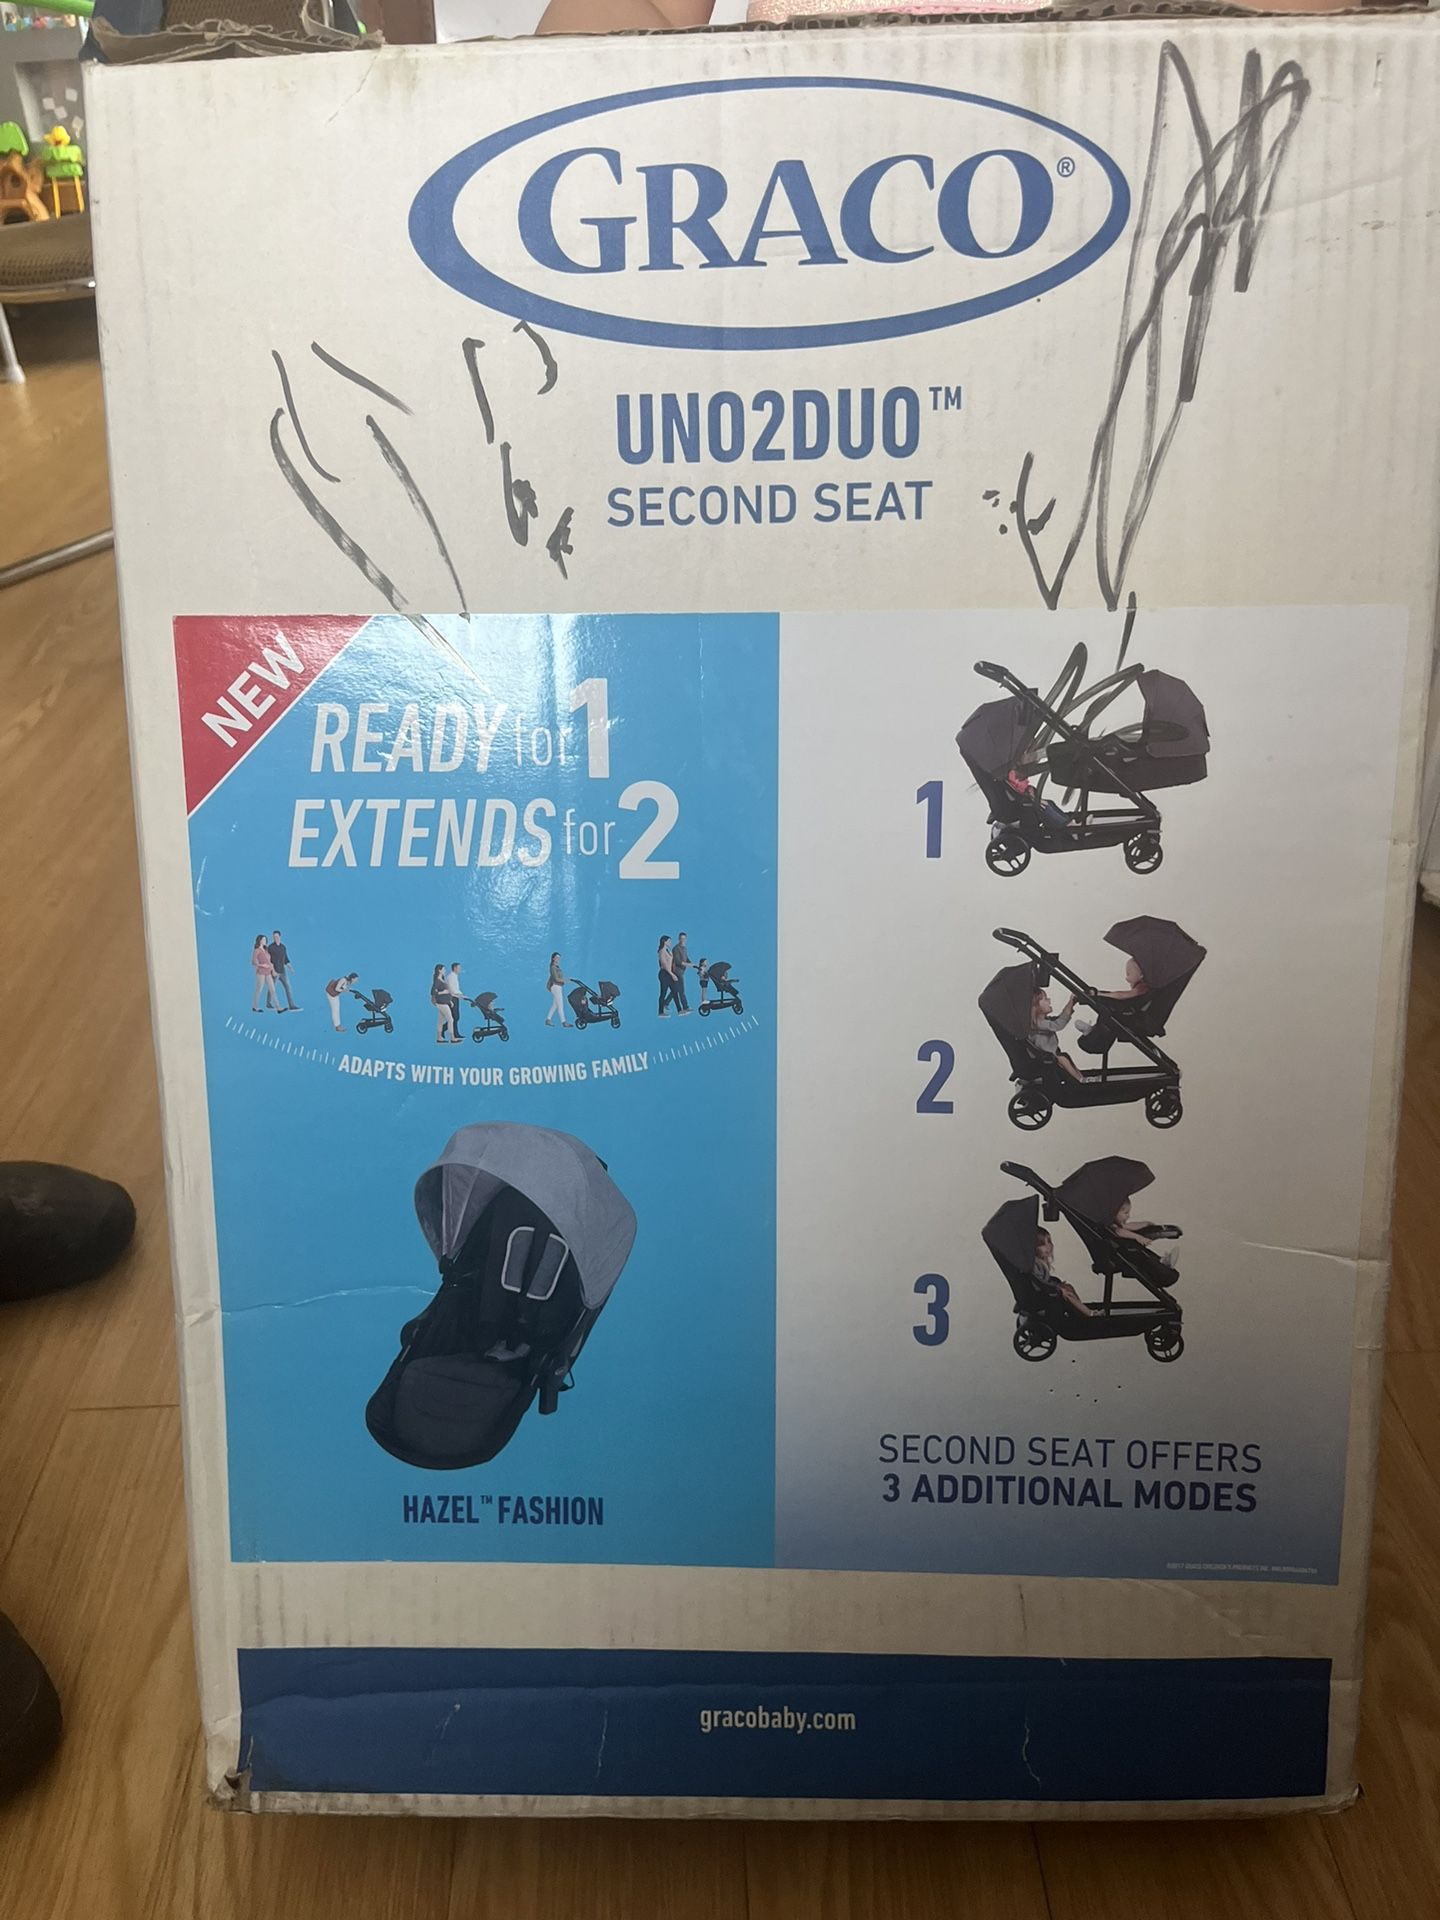 GRACO®
UNO2DUO™
SECOND SEAT
NEW
READY for 1
EXTENDS for 2
ADAPTS WITH YOUR GROWING FAMILY
HAZEL™ FASHION
1
2
3
SECOND SEAT OFFERS
3 ADDITIONAL MODES
gracobaby.com